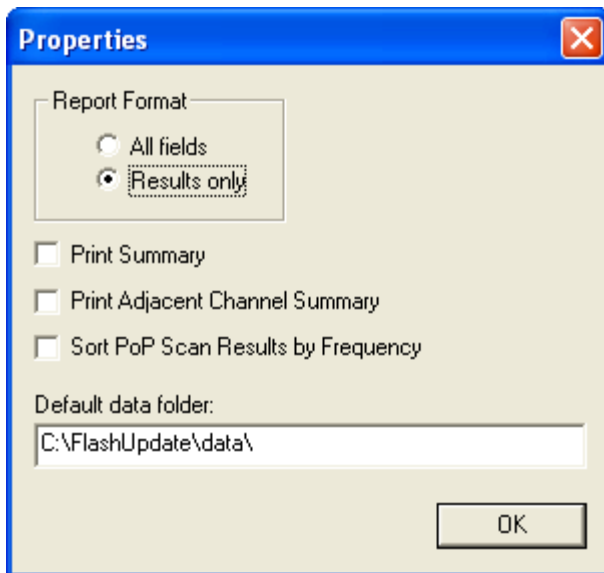 Properties
Report Format
All fields
Results only
Print Summary
Print Adjacent Channel Summary
Sort PoP Scan Results by Frequency
Default data folder:
C:\FlashUpdate\data\
OK